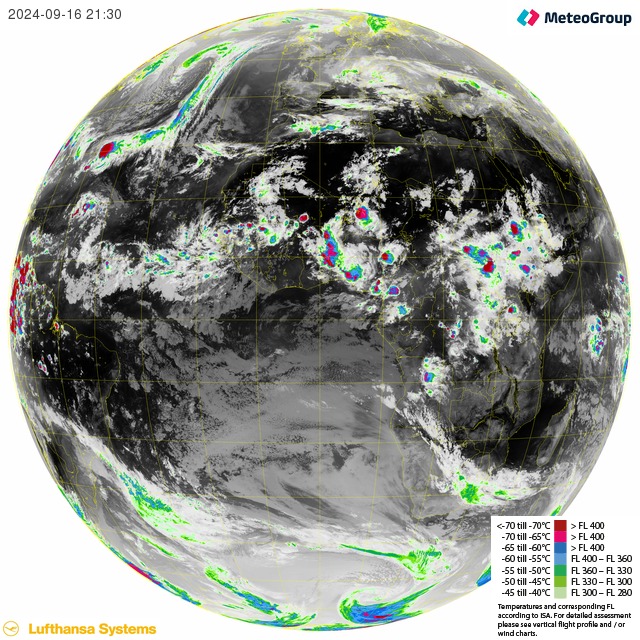 2024-09-16 21:30
MeteoGroup
<-70 till -70°C > FL 400
-70 till -65°C > FL 400
-65 till -60°C > FL 400
-60 till -55°C FL 400 – FL 360
-55 till -50°C FL 360 – FL 330
-50 till -45°C FL 330 – FL 300
-45 till -40°C FL 300 – FL 280
Temperatures and corresponding FL
according to ISA. For detailed assessment
please see vertical flight profile and / or
wind charts.
Lufthansa Systems